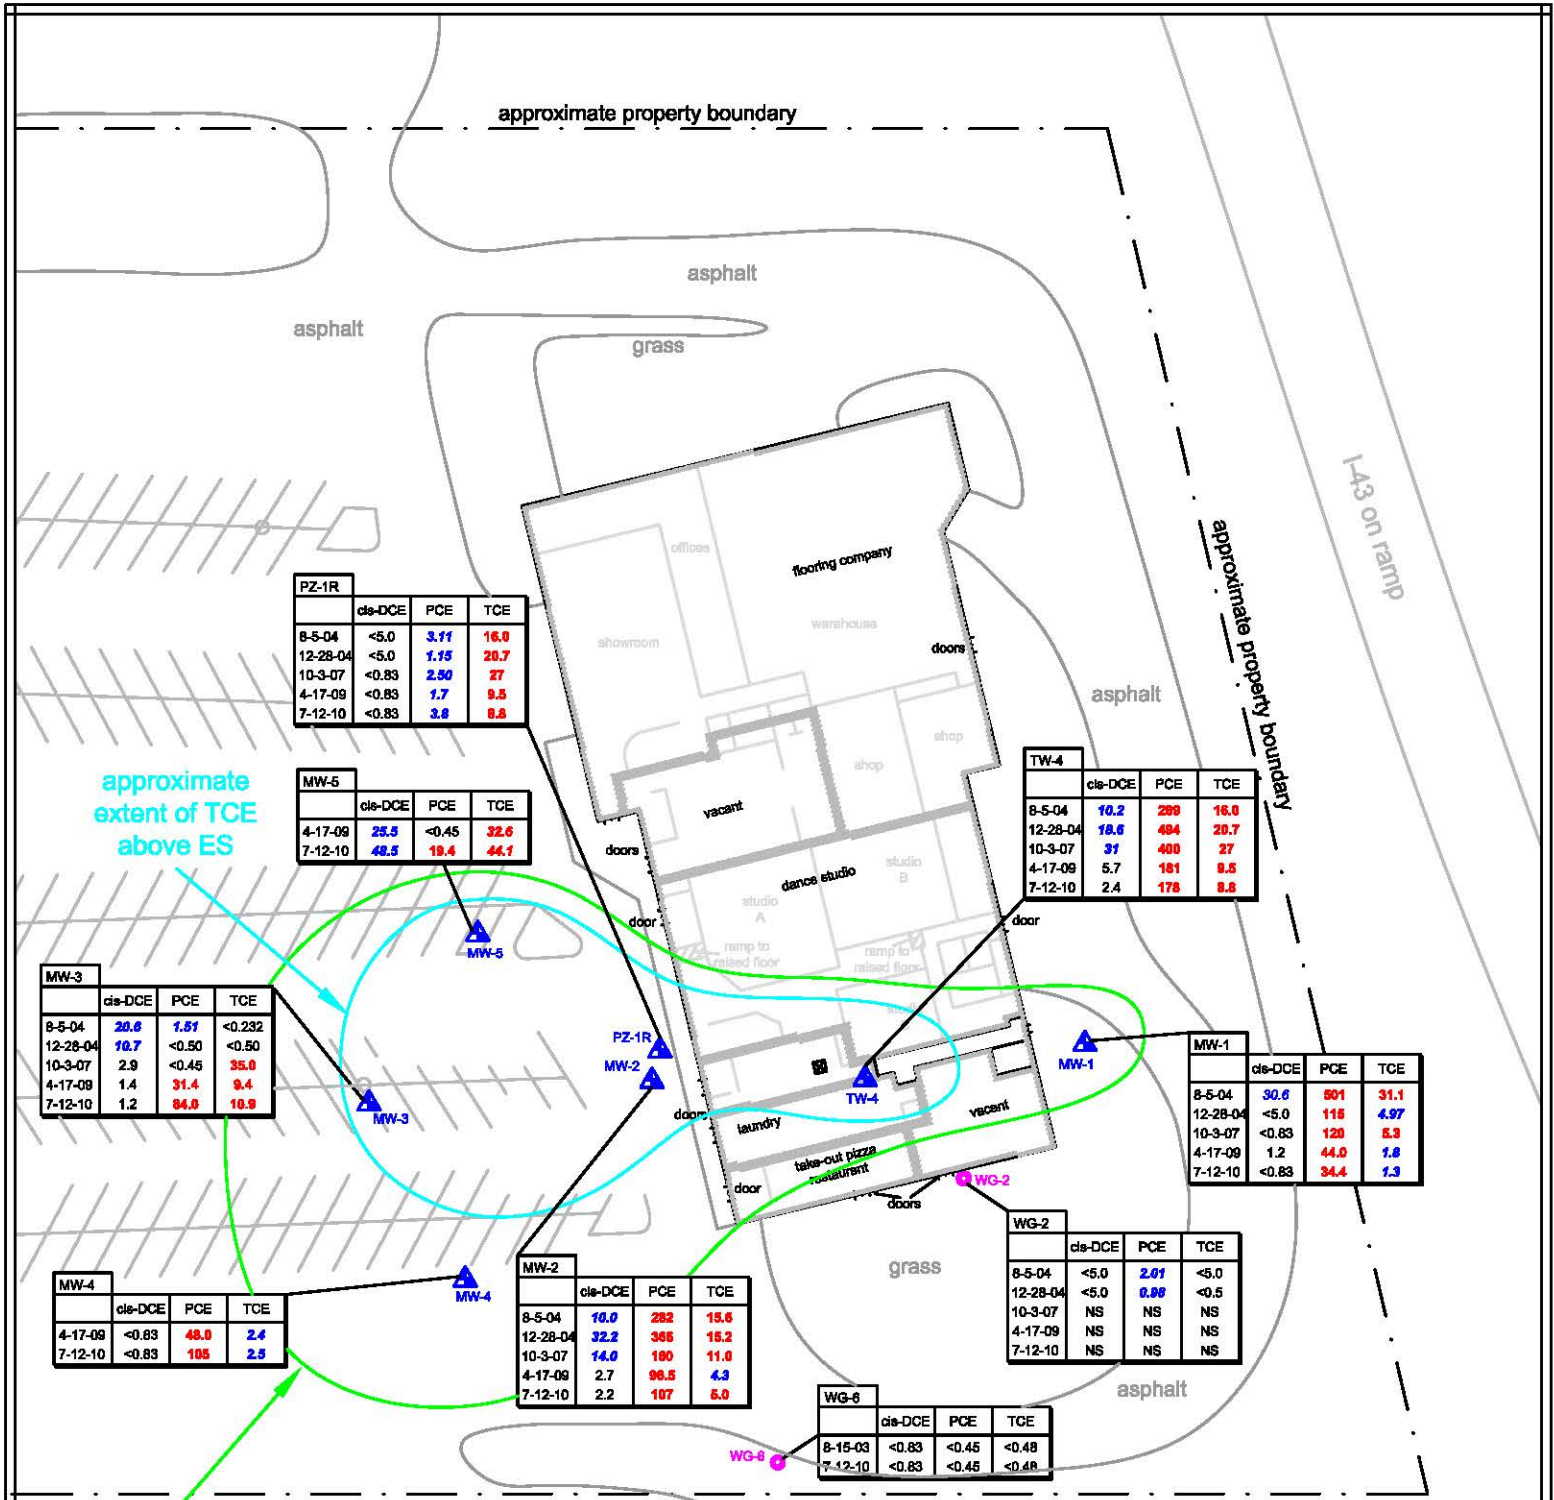 approximate property boundary
asphalt
asphalt
grass
I-43 on ramp
approximate property boundary
offices
flooring company
showroom
warehouse
doors
asphalt
PZ-1R
cis-DCE PCE TCE
8-5-04 <5.0 3.11 16.0
12-28-04 <5.0 1.15 20.7
10-3-07 <0.83 2.50 27
4-17-09 <0.83 1.7 9.5
7-12-10 <0.83 3.8 8.8
shop
shop
vacant
approximate
extent of TCE
above ES
MW-5
cis-DCE PCE TCE
4-17-09 25.5 <0.45 32.6
7-12-10 48.5 19.4 44.1
TW-4
cis-DCE PCE TCE
8-5-04 10.2 289 16.0
12-28-04 18.6 484 20.7
10-3-07 31 400 27
4-17-09 5.7 181 9.5
7-12-10 2.4 178 8.8
doors
dance studio
studio
B
studio
A
door
door
ramp to
raised floor
ramp to
raised floor
MW-5
MW-3
cis-DCE PCE TCE
8-5-04 20.6 1.51 <0.232
12-28-04 10.7 <0.50 <0.50
10-3-07 2.9 <0.45 35.0
4-17-09 1.4 31.4 9.4
7-12-10 1.2 84.0 10.9
PZ-1R
MW-2
MW-3
TW-4
MW-1
MW-1
cis-DCE PCE TCE
8-5-04 30.6 501 31.1
12-28-04 <5.0 115 4.97
10-3-07 <0.83 120 5.3
4-17-09 1.2 44.0 1.8
7-12-10 <0.83 34.4 1.3
doors
laundry
vacant
take-out pizza
restaurant
door
doors
WG-2
grass
WG-2
cis-DCE PCE TCE
8-5-04 <5.0 2.01 <5.0
12-28-04 <5.0 0.98 <0.5
10-3-07 NS NS NS
4-17-09 NS NS NS
7-12-10 NS NS NS
MW-4
MW-4
cis-DCE PCE TCE
4-17-09 <0.83 48.0 2.4
7-12-10 <0.83 105 2.5
MW-2
cis-DCE PCE TCE
8-5-04 10.0 282 15.6
12-28-04 32.2 366 15.2
10-3-07 14.0 180 11.0
4-17-09 2.7 96.5 4.3
7-12-10 2.2 107 5.0
asphalt
WG-6
cis-DCE PCE TCE
8-15-03 <0.83 <0.45 <0.48
7-12-10 <0.83 <0.45 <0.48